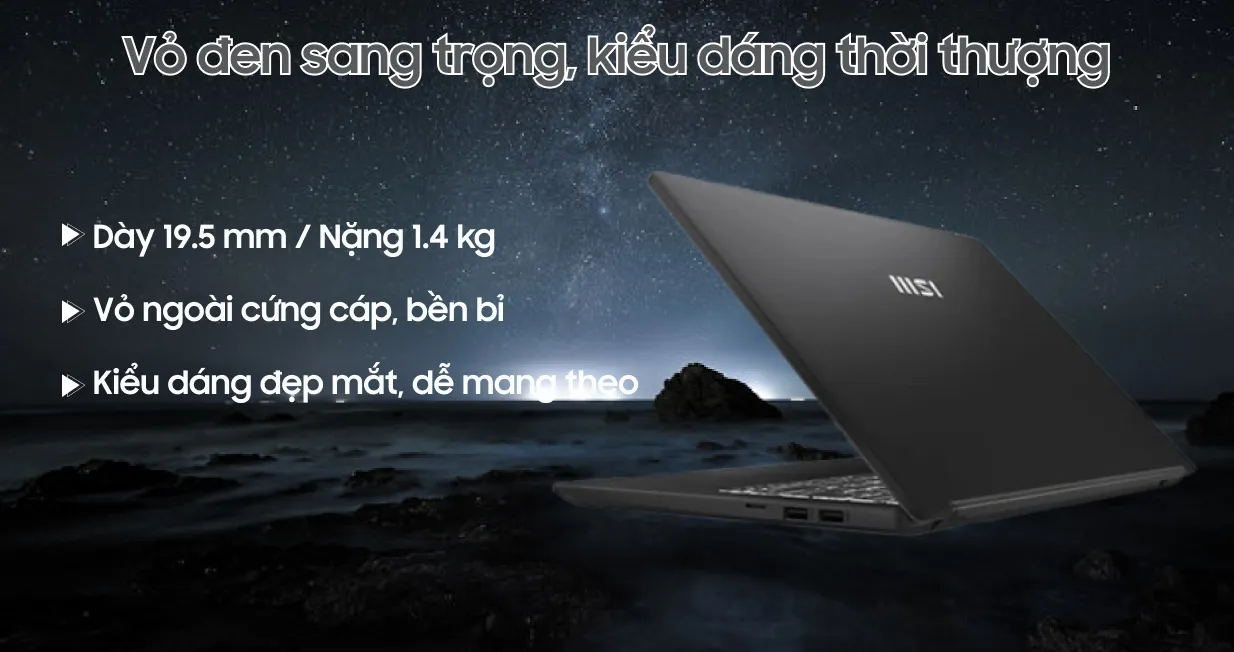 Vỏ đen sang trọng, kiểu dáng thời thượng
Dày 19.5 mm / Nặng 1.4 kg
Vỏ ngoài cứng cáp, bền bỉ
Kiểu dáng đẹp mắt, dễ mang theo
msi